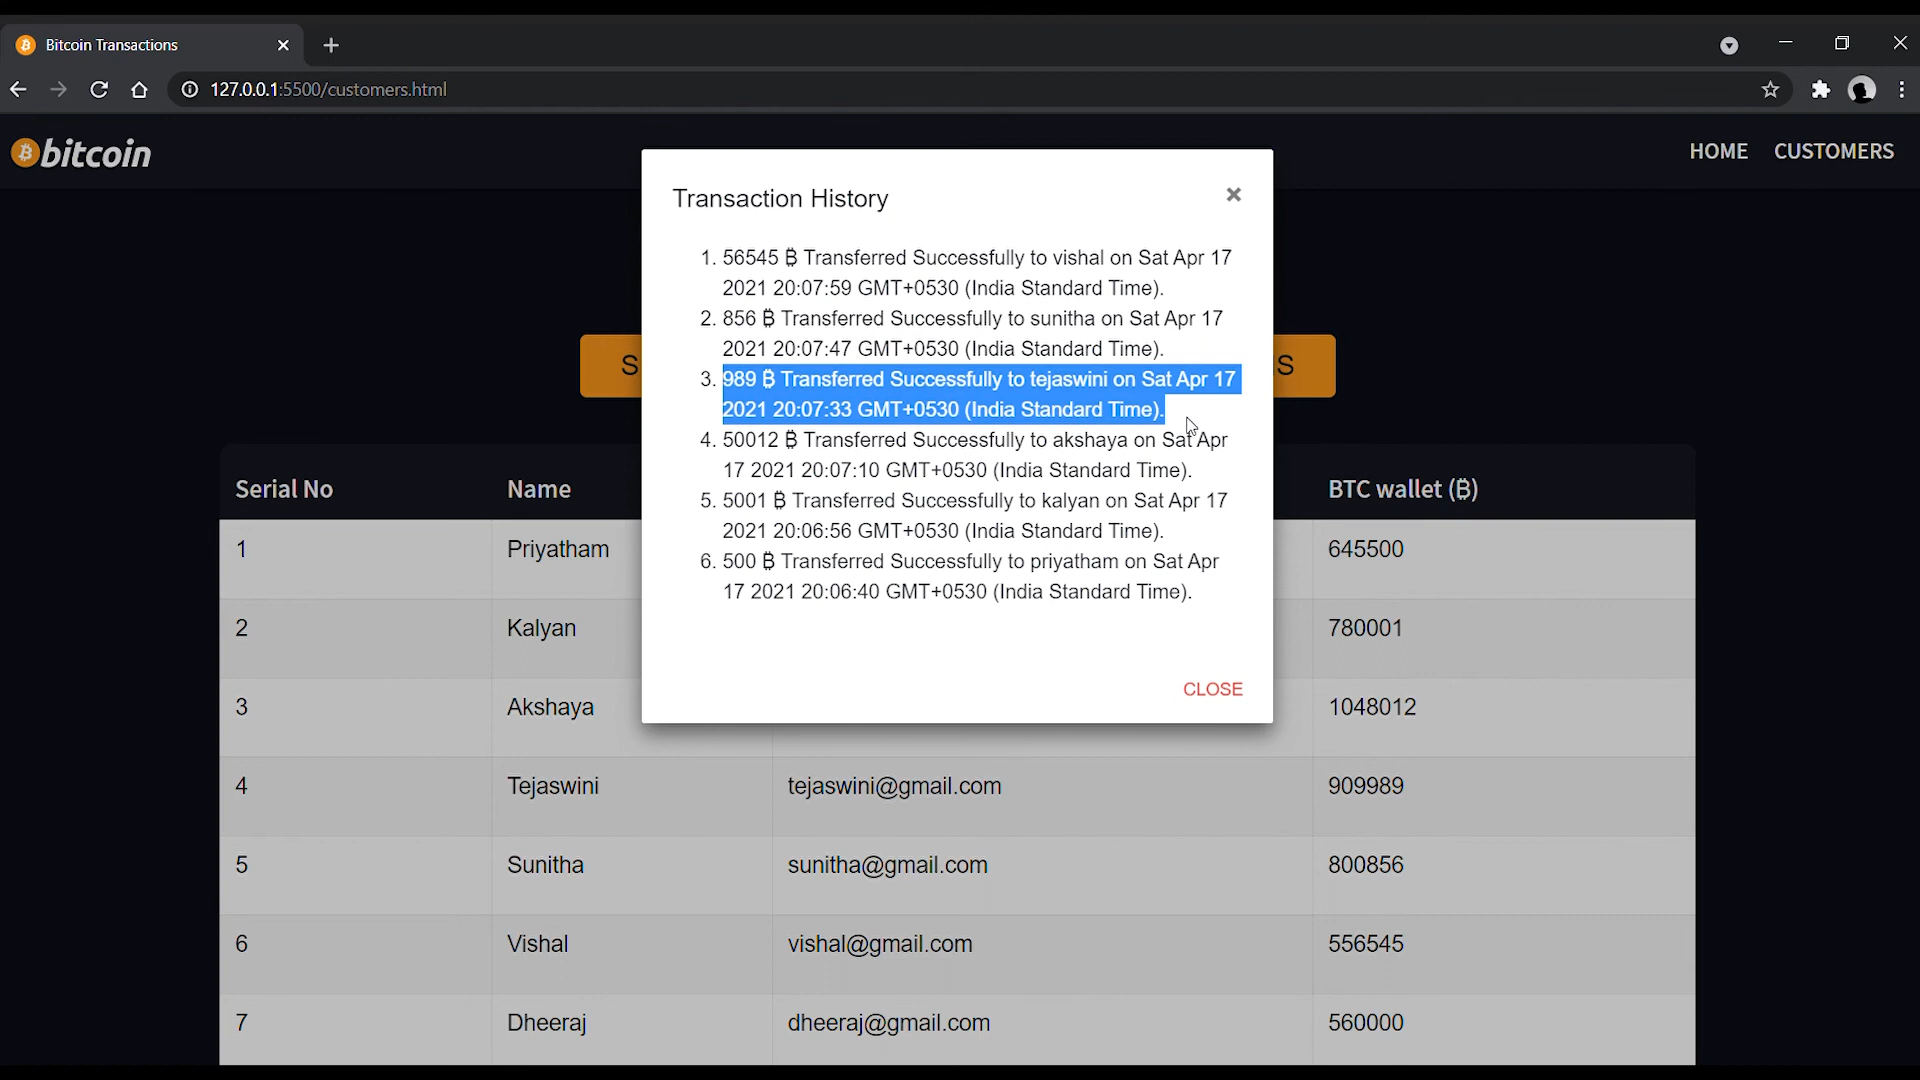 Bitcoin Transactions
127.0.0.1:5500/customers.html
bitcoin
HOME CUSTOMERS
Transaction History
1. 56545 ₿ Transferred Successfully to vishal on Sat Apr 17
2021 20:07:59 GMT+0530 (India Standard Time).
2. 856 ₿ Transferred Successfully to sunitha on Sat Apr 17
2021 20:07:47 GMT+0530 (India Standard Time).
3. 989 ₿ Transferred Successfully to tejaswini on Sat Apr 17
2021 20:07:33 GMT+0530 (India Standard Time).
4. 50012 ₿ Transferred Successfully to akshaya on Sat Apr
17 2021 20:07:10 GMT+0530 (India Standard Time).
5. 5001 ₿ Transferred Successfully to kalyan on Sat Apr 17
2021 20:06:56 GMT+0530 (India Standard Time).
6. 500 ₿ Transferred Successfully to priyatham on Sat Apr
17 2021 20:06:40 GMT+0530 (India Standard Time).
CLOSE
S S
Serial No Name BTC wallet (₿)
1 Priyatham 645500
2 Kalyan 780001
3 Akshaya 1048012
4 Tejaswini tejaswini@gmail.com 909989
5 Sunitha sunitha@gmail.com 800856
6 Vishal vishal@gmail.com 556545
7 Dheeraj dheeraj@gmail.com 560000